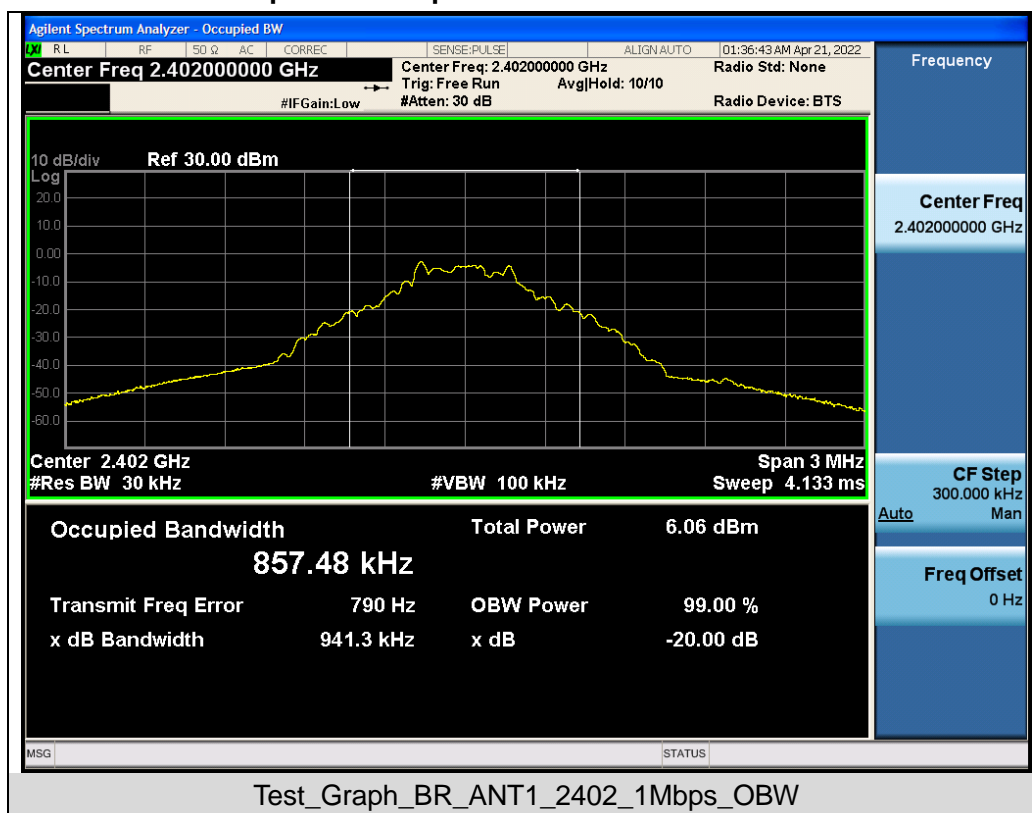 Agilent Spectrum Analyzer - Occupied BW
LXI RL RF 50 Ω AC CORREC SENSE:PULSE ALIGN AUTO 01:36:43 AM Apr 21, 2022
Center Freq 2.402000000 GHz
Center Freq: 2.402000000 GHz
Radio Std: None
Trig: Free Run Avg|Hold: 10/10
#IFGain:Low
#Atten: 30 dB
Radio Device: BTS
10 dB/div Ref 30.00 dBm
Log
20.0
10.0
0.00
-10.0
-20.0
-30.0
-40.0
-50.0
-60.0
Center 2.402 GHz
Span 3 MHz
#Res BW 30 kHz
#VBW 100 kHz
Sweep 4.133 ms
Occupied Bandwidth
Total Power 6.06 dBm
857.48 kHz
Transmit Freq Error 790 Hz
OBW Power 99.00 %
x dB Bandwidth 941.3 kHz
x dB -20.00 dB
Frequency
Center Freq
2.402000000 GHz
CF Step
300.000 kHz
Auto Man
Freq Offset
0 Hz
MSG
STATUS
Test_Graph_BR_ANT1_2402_1Mbps_OBW